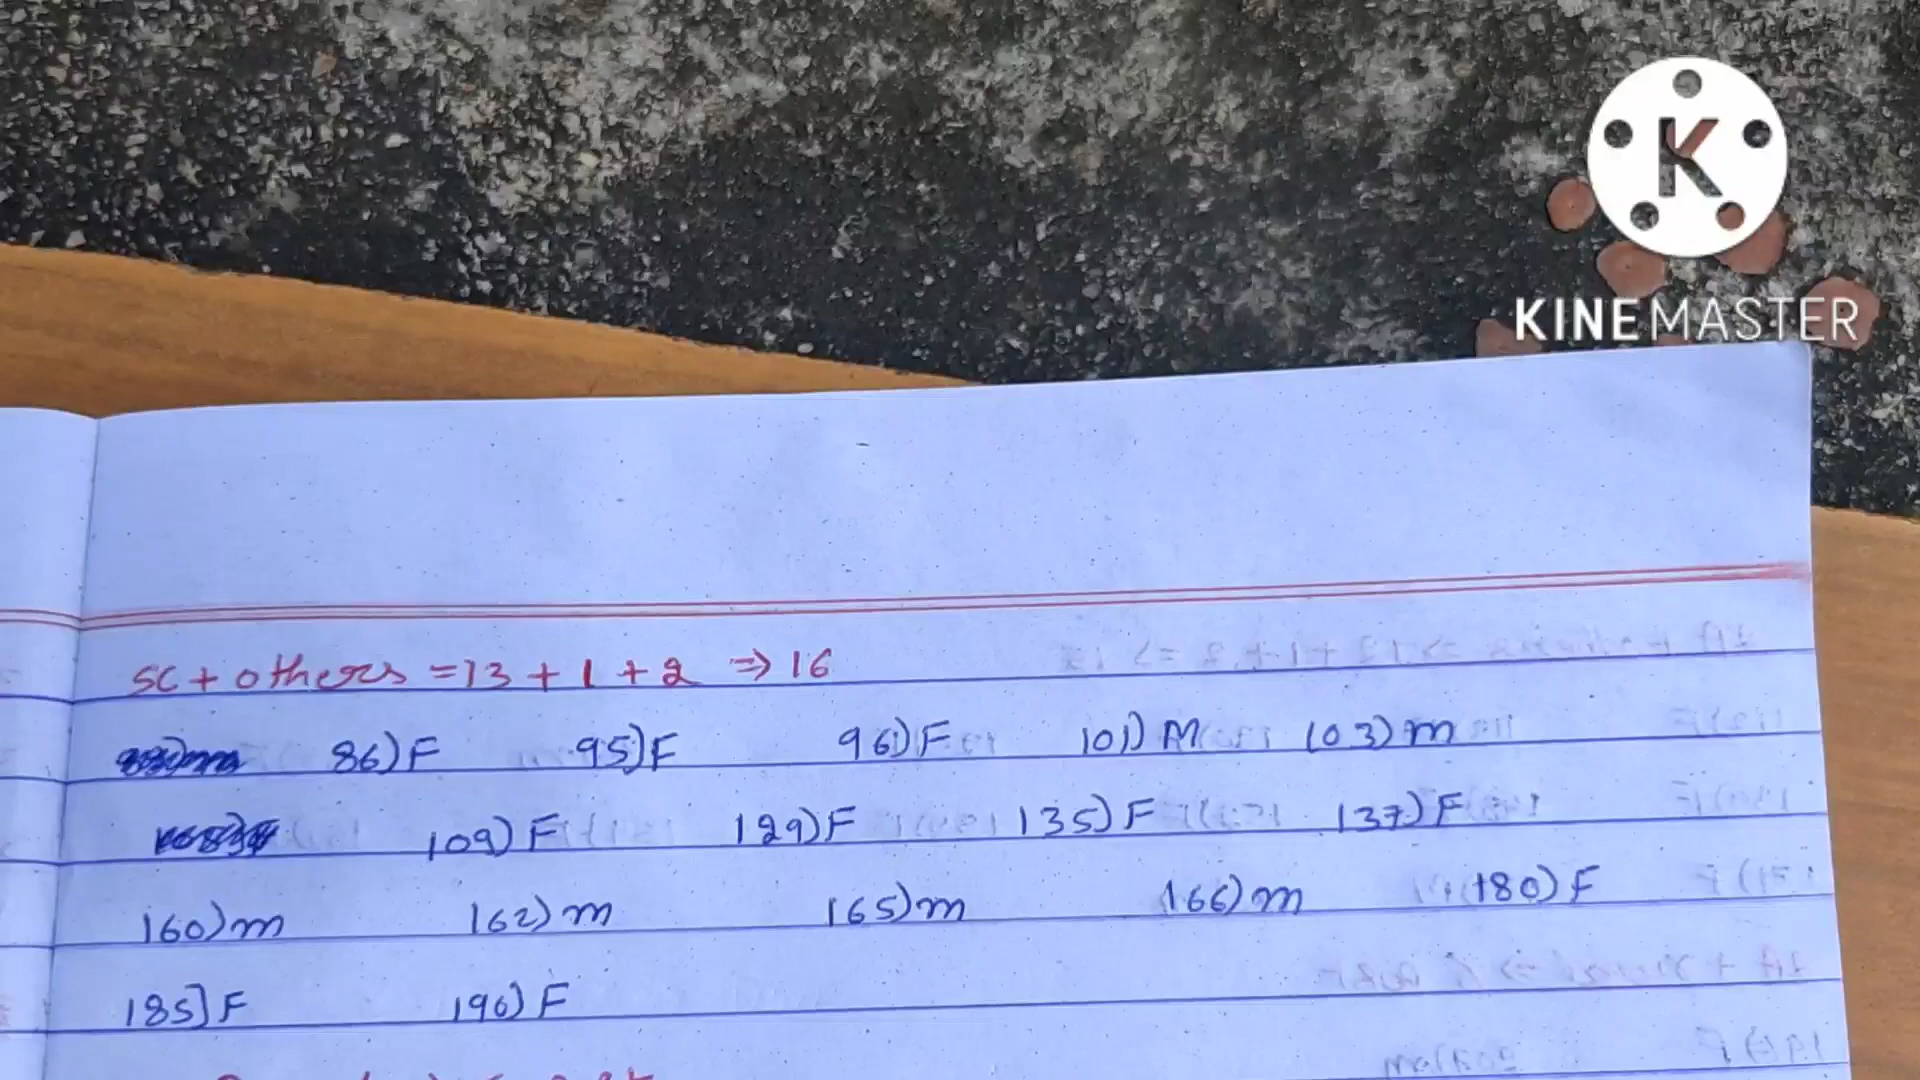 KINEMASTER
SC + others = 13 + 1 + 2 ⇒ 16
86) F 95) F 96) F 101) M 103) m
109) F 129) F 135) F 137) F
160) m 162) m 165) m 166) m 180) F
185] F 190) F